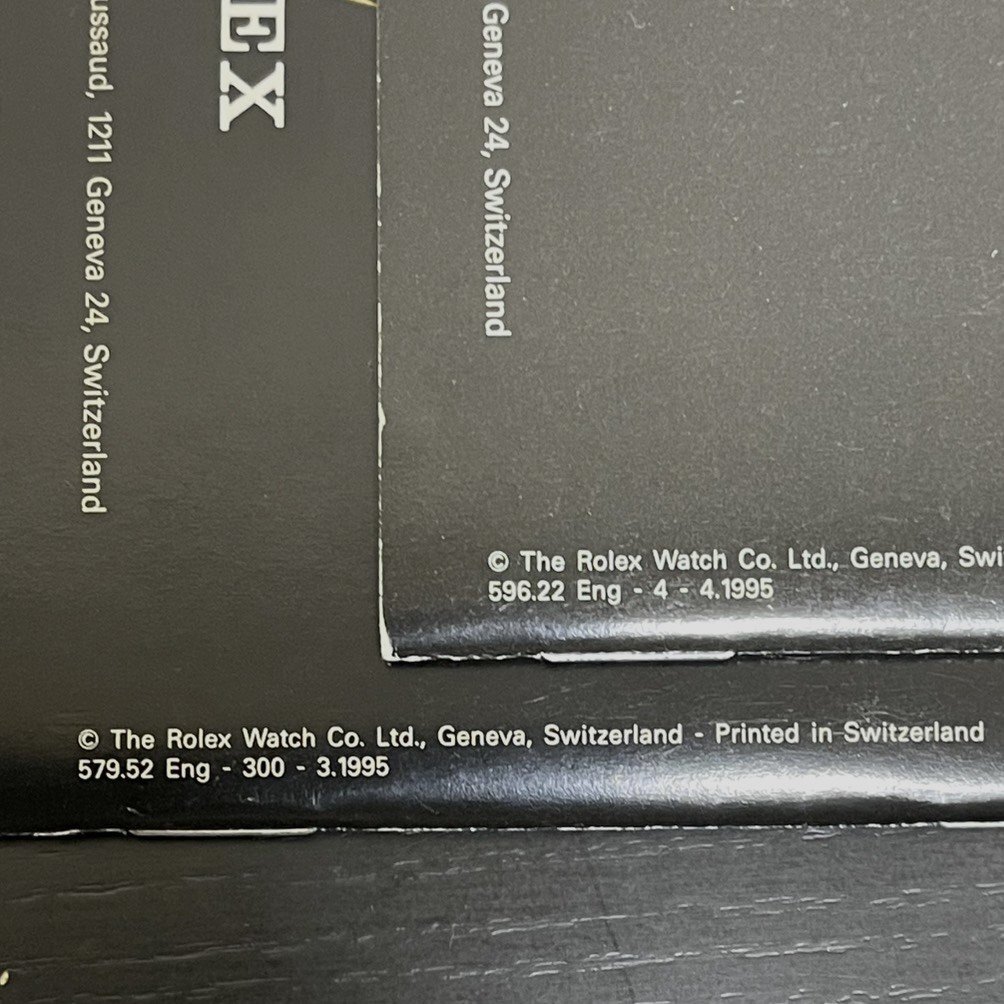 EX
ussaud, 1211 Geneva 24, Switzerland
Geneva 24, Switzerland
© The Rolex Watch Co. Ltd., Geneva, Swi
596.22 Eng - 4 - 4.1995
© The Rolex Watch Co. Ltd., Geneva, Switzerland - Printed in Switzerland
579.52 Eng - 300 - 3.1995